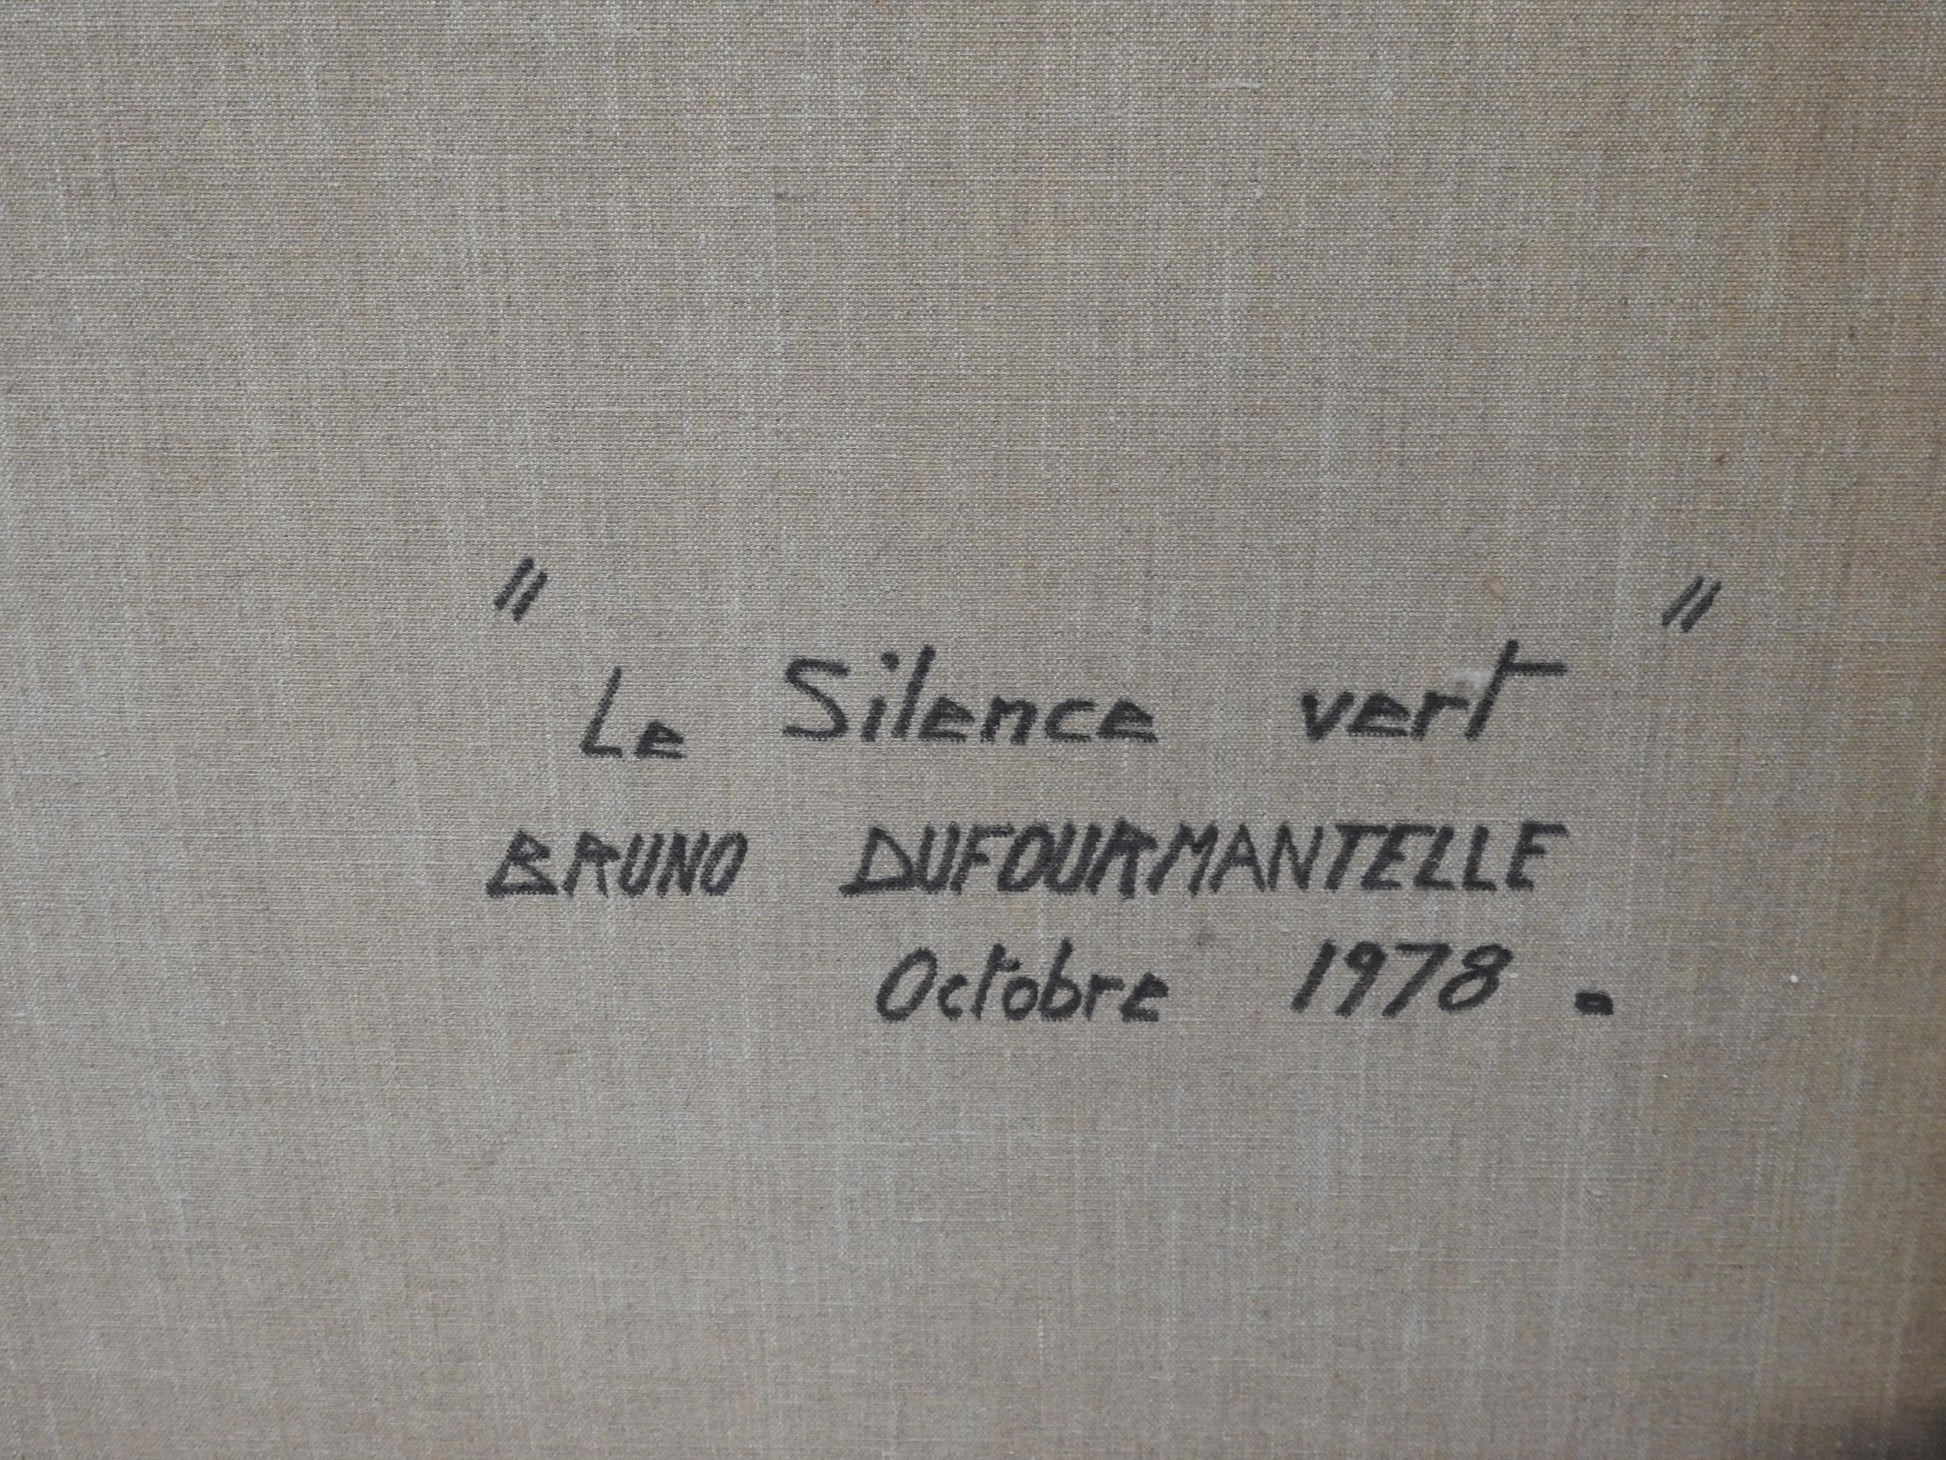 " Le Silence vert "
BRUNO DUFOURMANTELLE
Octobre 1978.